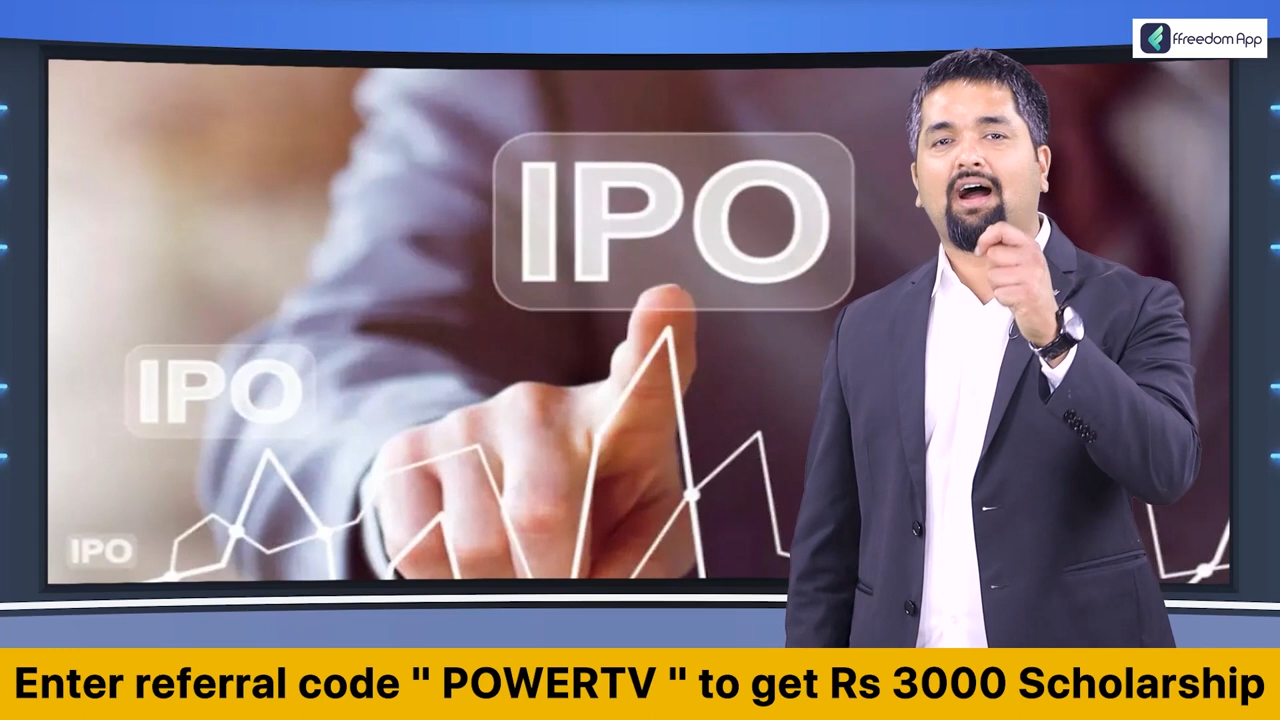 ffreedom App
IPO
IPO
IPO
Enter referral code " POWERTV " to get Rs 3000 Scholarship